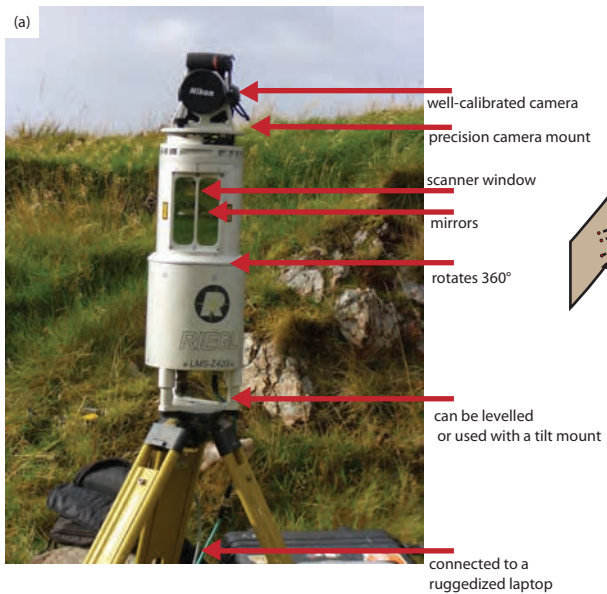 (a)
Nikon
well-calibrated camera
precision camera mount
scanner window
mirrors
rotates 360°
R
RIEGL
LMS-Z420i
can be levelled
or used with a tilt mount
connected to a
ruggedized laptop